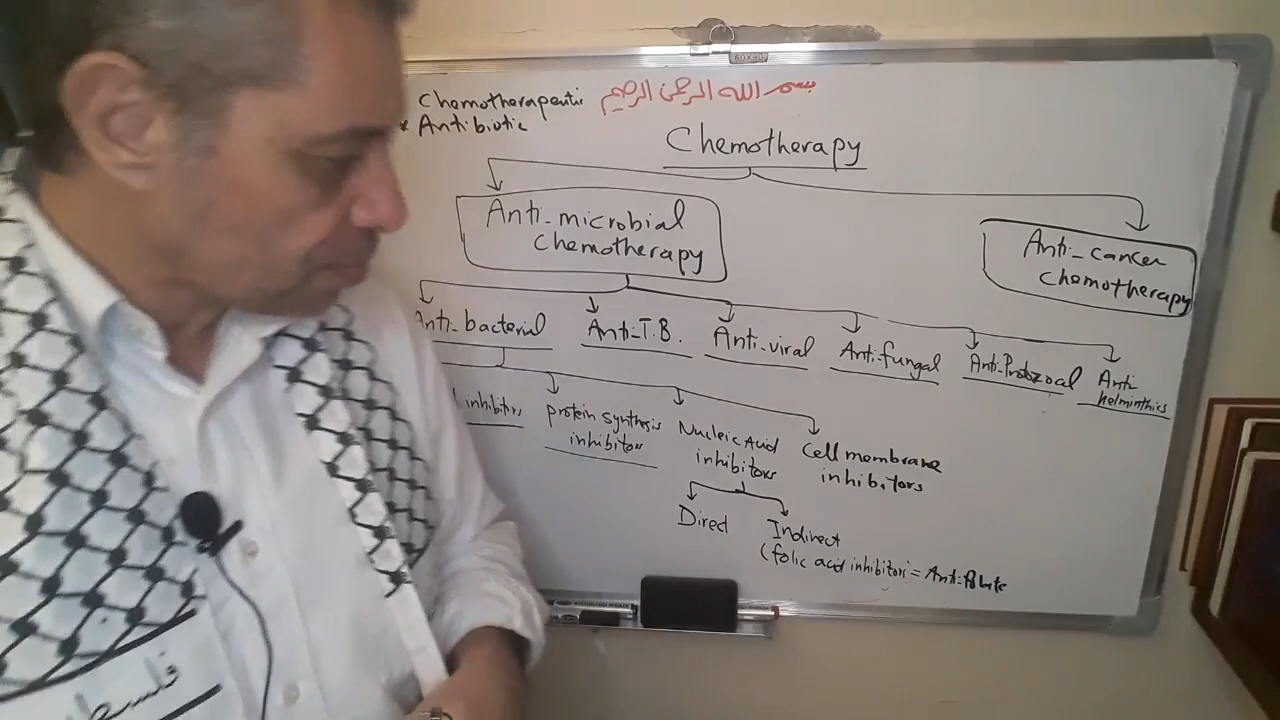 60x90
بسم الله الرحمن الرحيم
Chemotherapeutic
* Antibiotic
Chemotherapy
Anti-microbial
chemotherapy
Anti-cancer
chemotherapy
Anti-bacterial
Anti-T.B.
Anti-viral
Anti-fungal
Anti-Protozoal
Anti-
helminthics
inhibitors
protein synthesis
inhibitors
Nucleic Acid
inhibitors
Cell membrane
inhibitors
Direct
Indirect
(folic acid inhibitors = Anti-folate